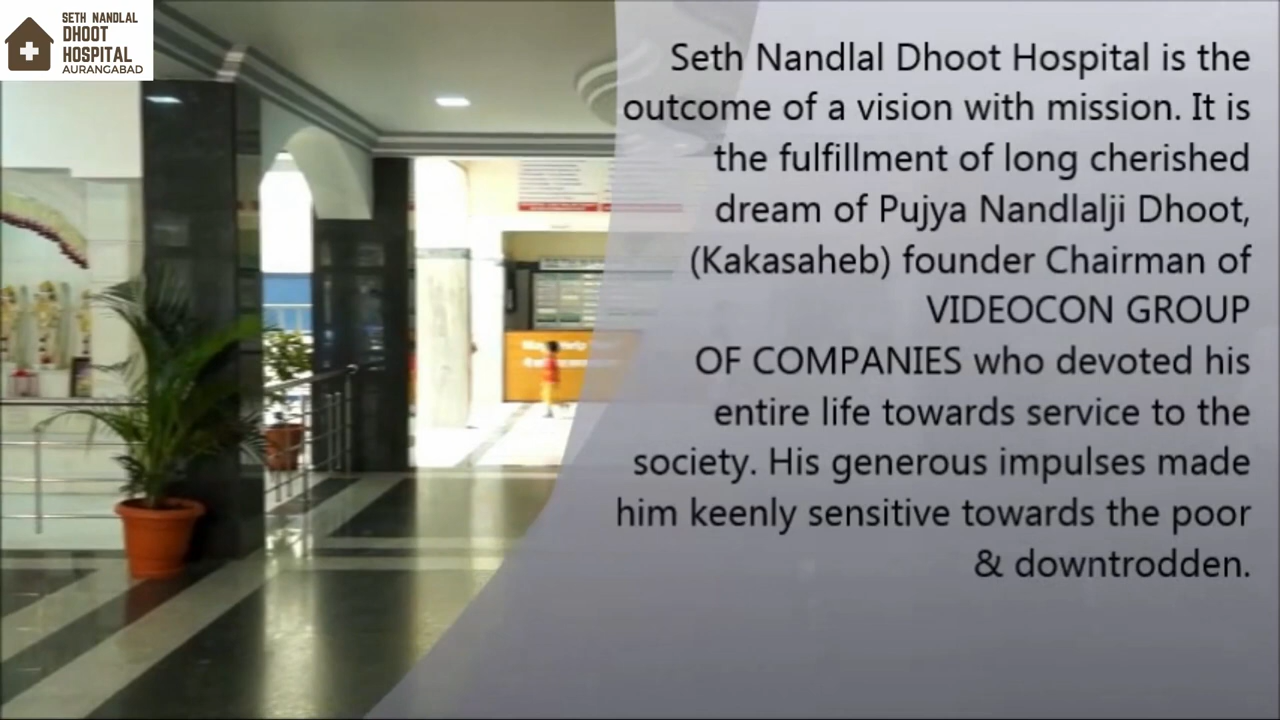 SETH NANDLAL
DHOOT
HOSPITAL
AURANGABAD
Seth Nandlal Dhoot Hospital is the
outcome of a vision with mission. It is
the fulfillment of long cherished
dream of Pujya Nandlalji Dhoot,
(Kakasaheb) founder Chairman of
VIDEOCON GROUP
OF COMPANIES who devoted his
entire life towards service to the
society. His generous impulses made
him keenly sensitive towards the poor
& downtrodden.